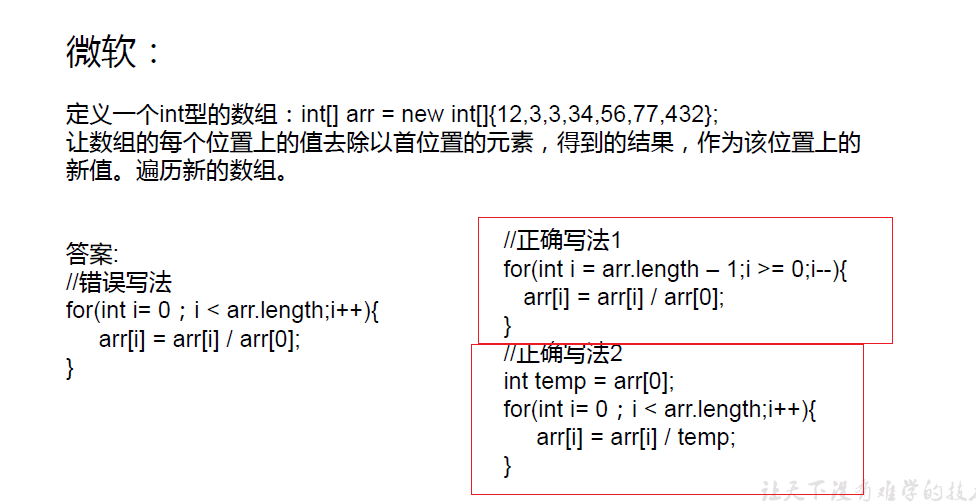 微软：
定义一个int型的数组：int[] arr = new int[]{12,3,3,34,56,77,432};
让数组的每个位置上的值去除以首位置的元素，得到的结果，作为该位置上的
新值。遍历新的数组。
答案:
//错误写法
for(int i= 0；i < arr.length;i++){
arr[i] = arr[i] / arr[0];
}
//正确写法1
for(int i = arr.length – 1;i >= 0;i--){
arr[i] = arr[i] / arr[0];
}
//正确写法2
int temp = arr[0];
for(int i= 0；i < arr.length;i++){
arr[i] = arr[i] / temp;
}
让天下没有难学的技